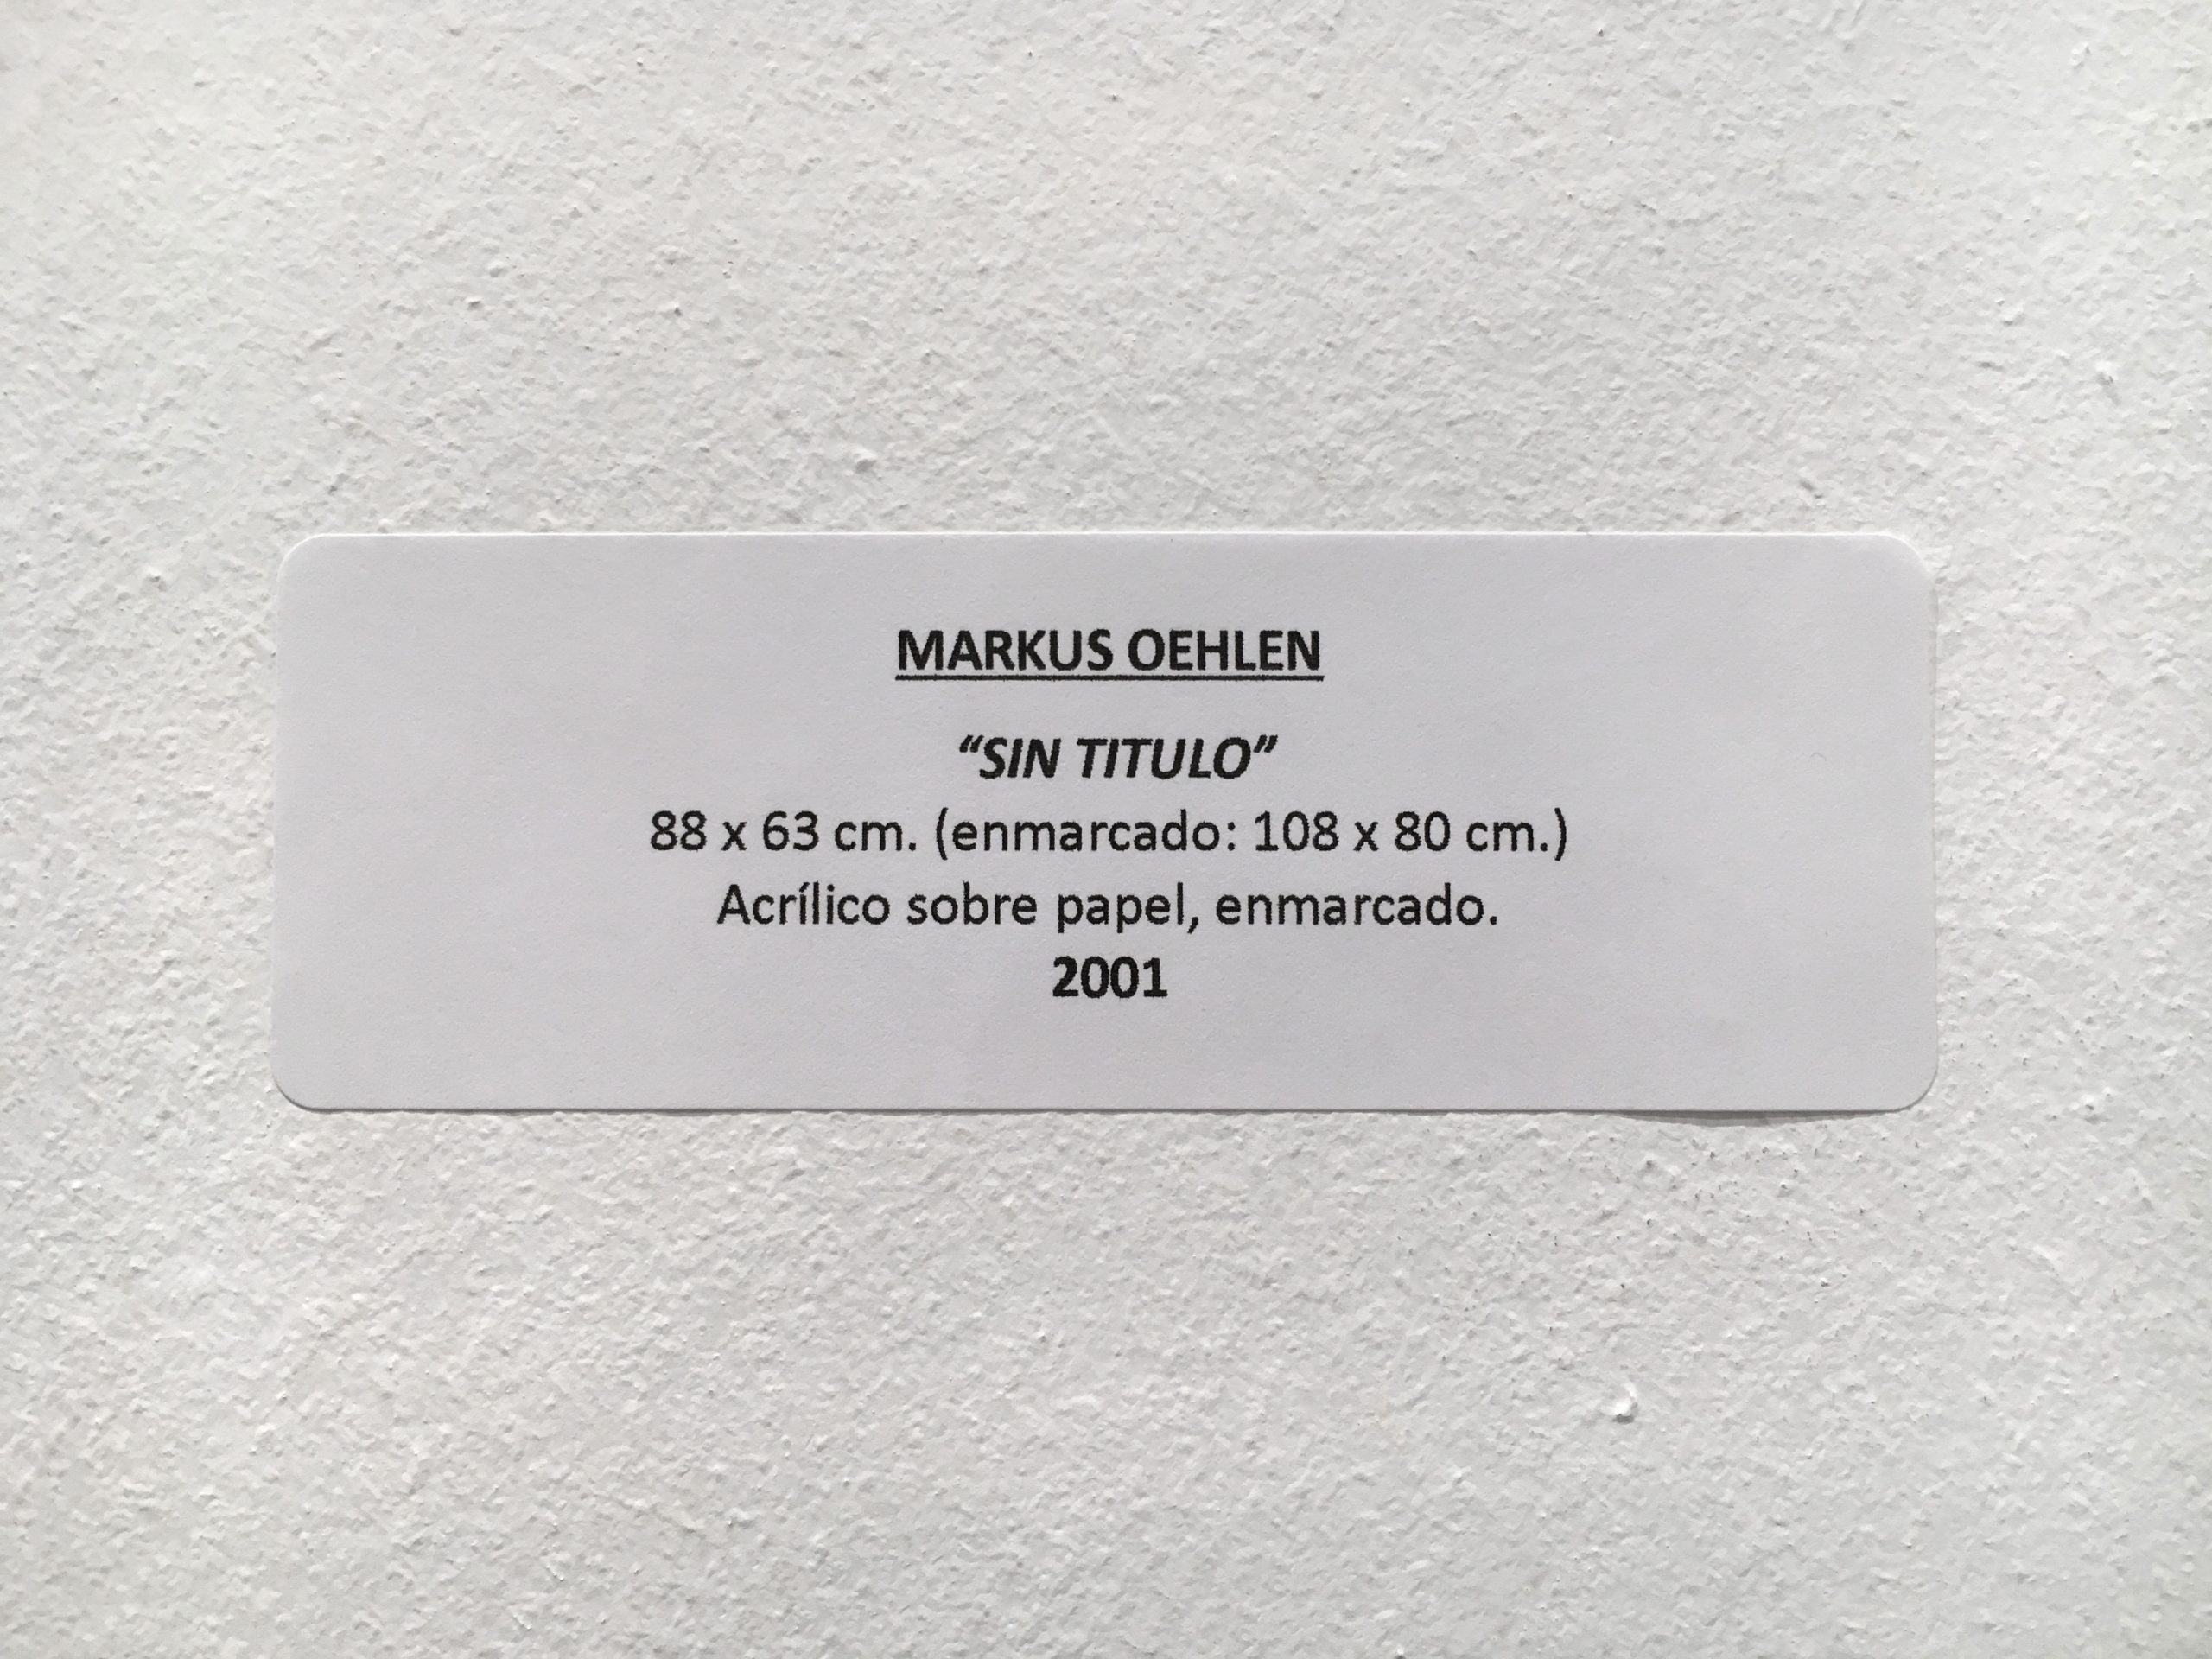 MARKUS OEHLEN
“SIN TITULO”
88 x 63 cm. (enmarcado: 108 x 80 cm.)
Acrílico sobre papel, enmarcado.
2001